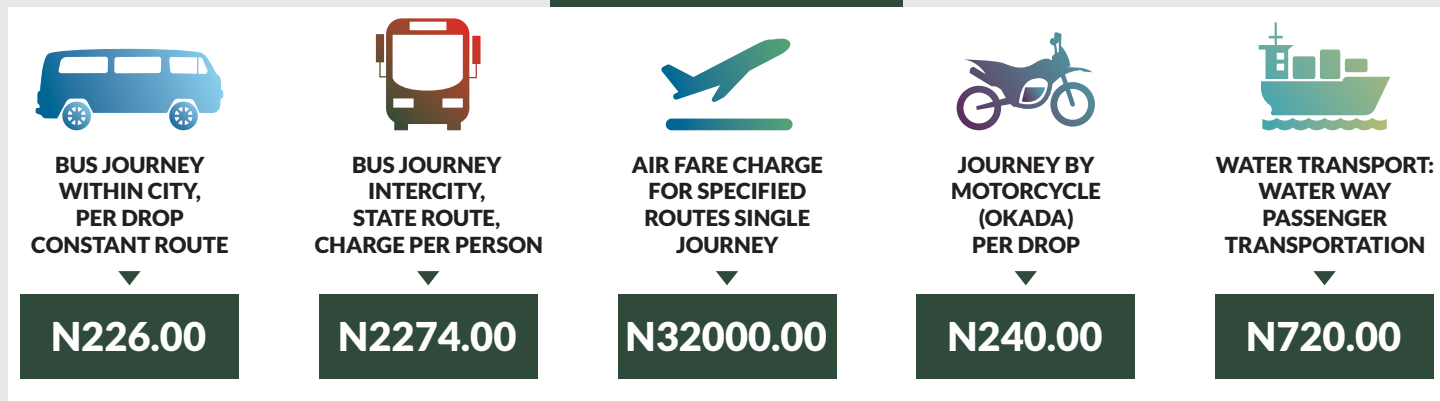 BUS JOURNEY
WITHIN CITY,
PER DROP
CONSTANT ROUTE
N226.00
BUS JOURNEY
INTERCITY,
STATE ROUTE,
CHARGE PER PERSON
N2274.00
AIR FARE CHARGE
FOR SPECIFIED
ROUTES SINGLE
JOURNEY
N32000.00
JOURNEY BY
MOTORCYCLE
(OKADA)
PER DROP
N240.00
WATER TRANSPORT:
WATER WAY
PASSENGER
TRANSPORTATION
N720.00